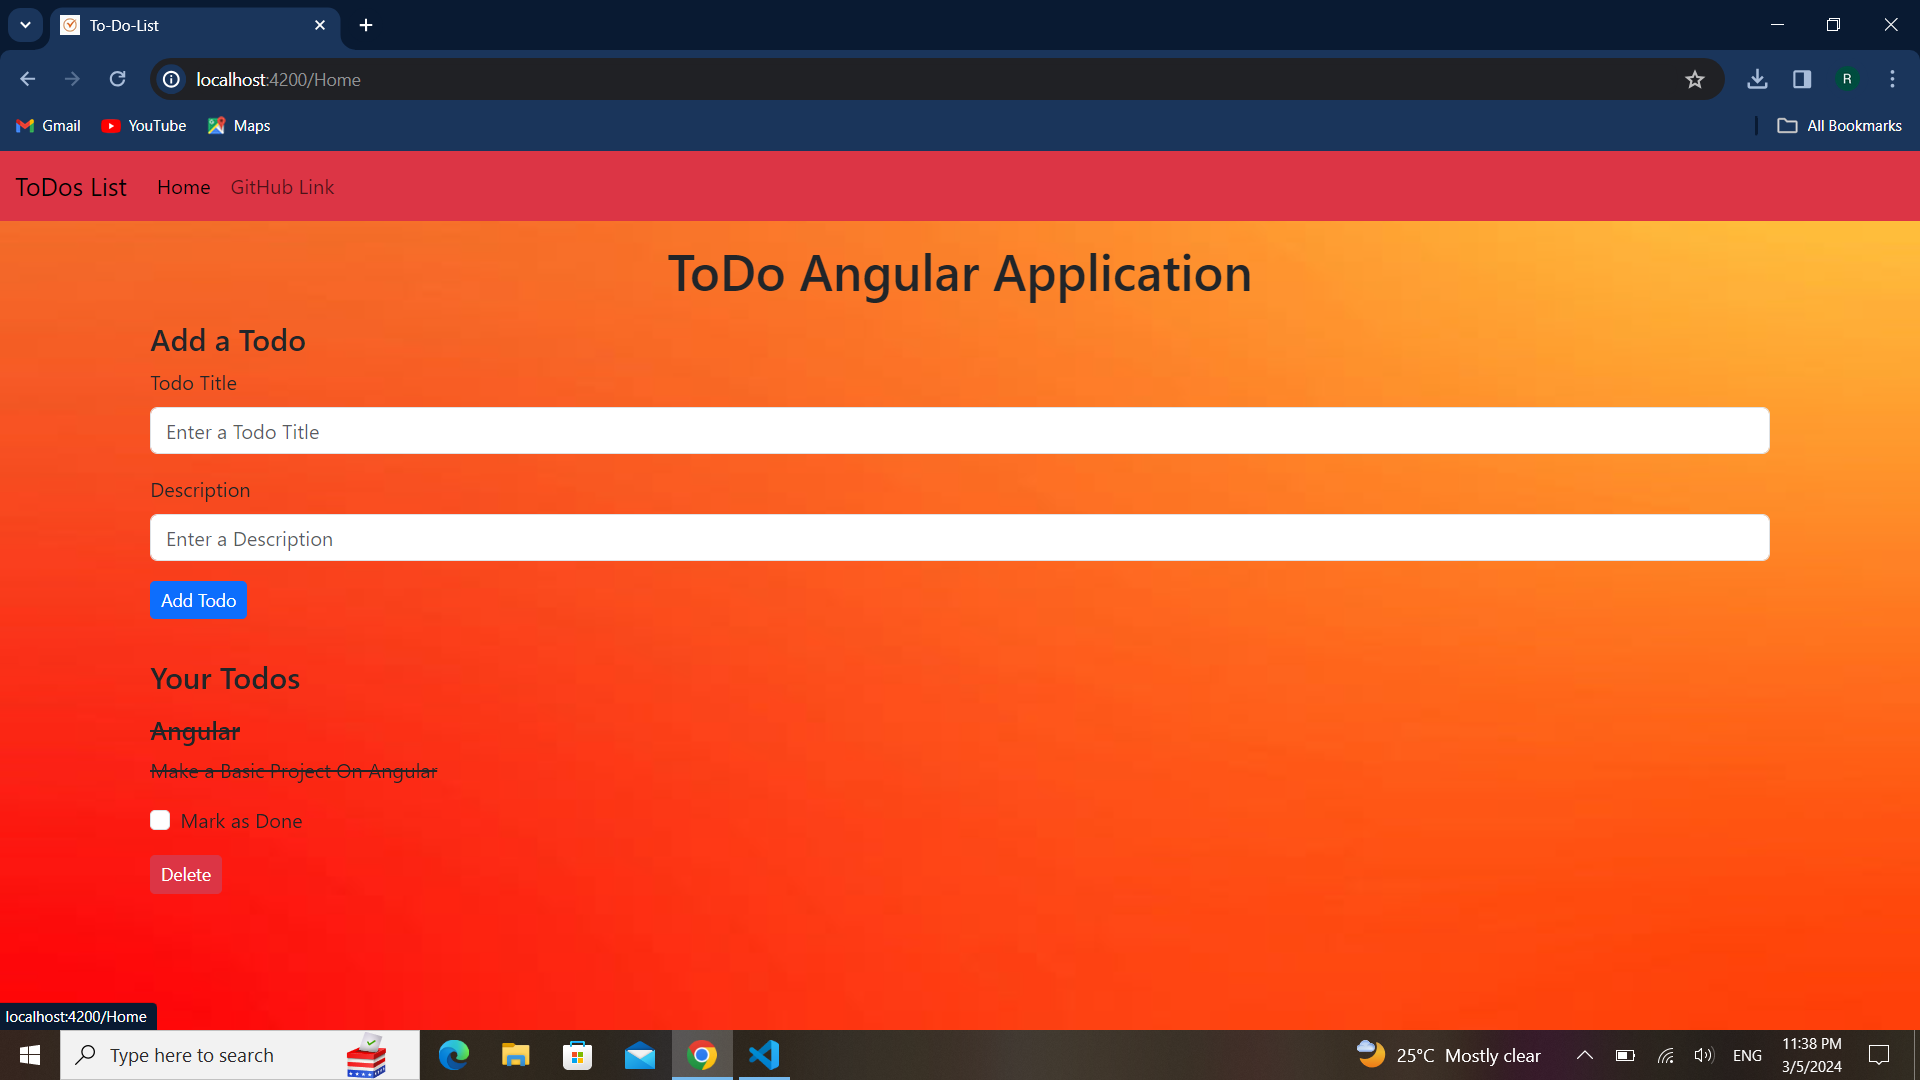 To-Do-List
localhost:4200/Home
R
Gmail YouTube Maps All Bookmarks
ToDos List Home GitHub Link
ToDo Angular Application
Add a Todo
Todo Title
Enter a Todo Title
Description
Enter a Description
Add Todo
Your Todos
Angular
Make a Basic Project On Angular
Mark as Done
Delete
localhost:4200/Home
Type here to search 25°C Mostly clear ENG 11:38 PM
3/5/2024